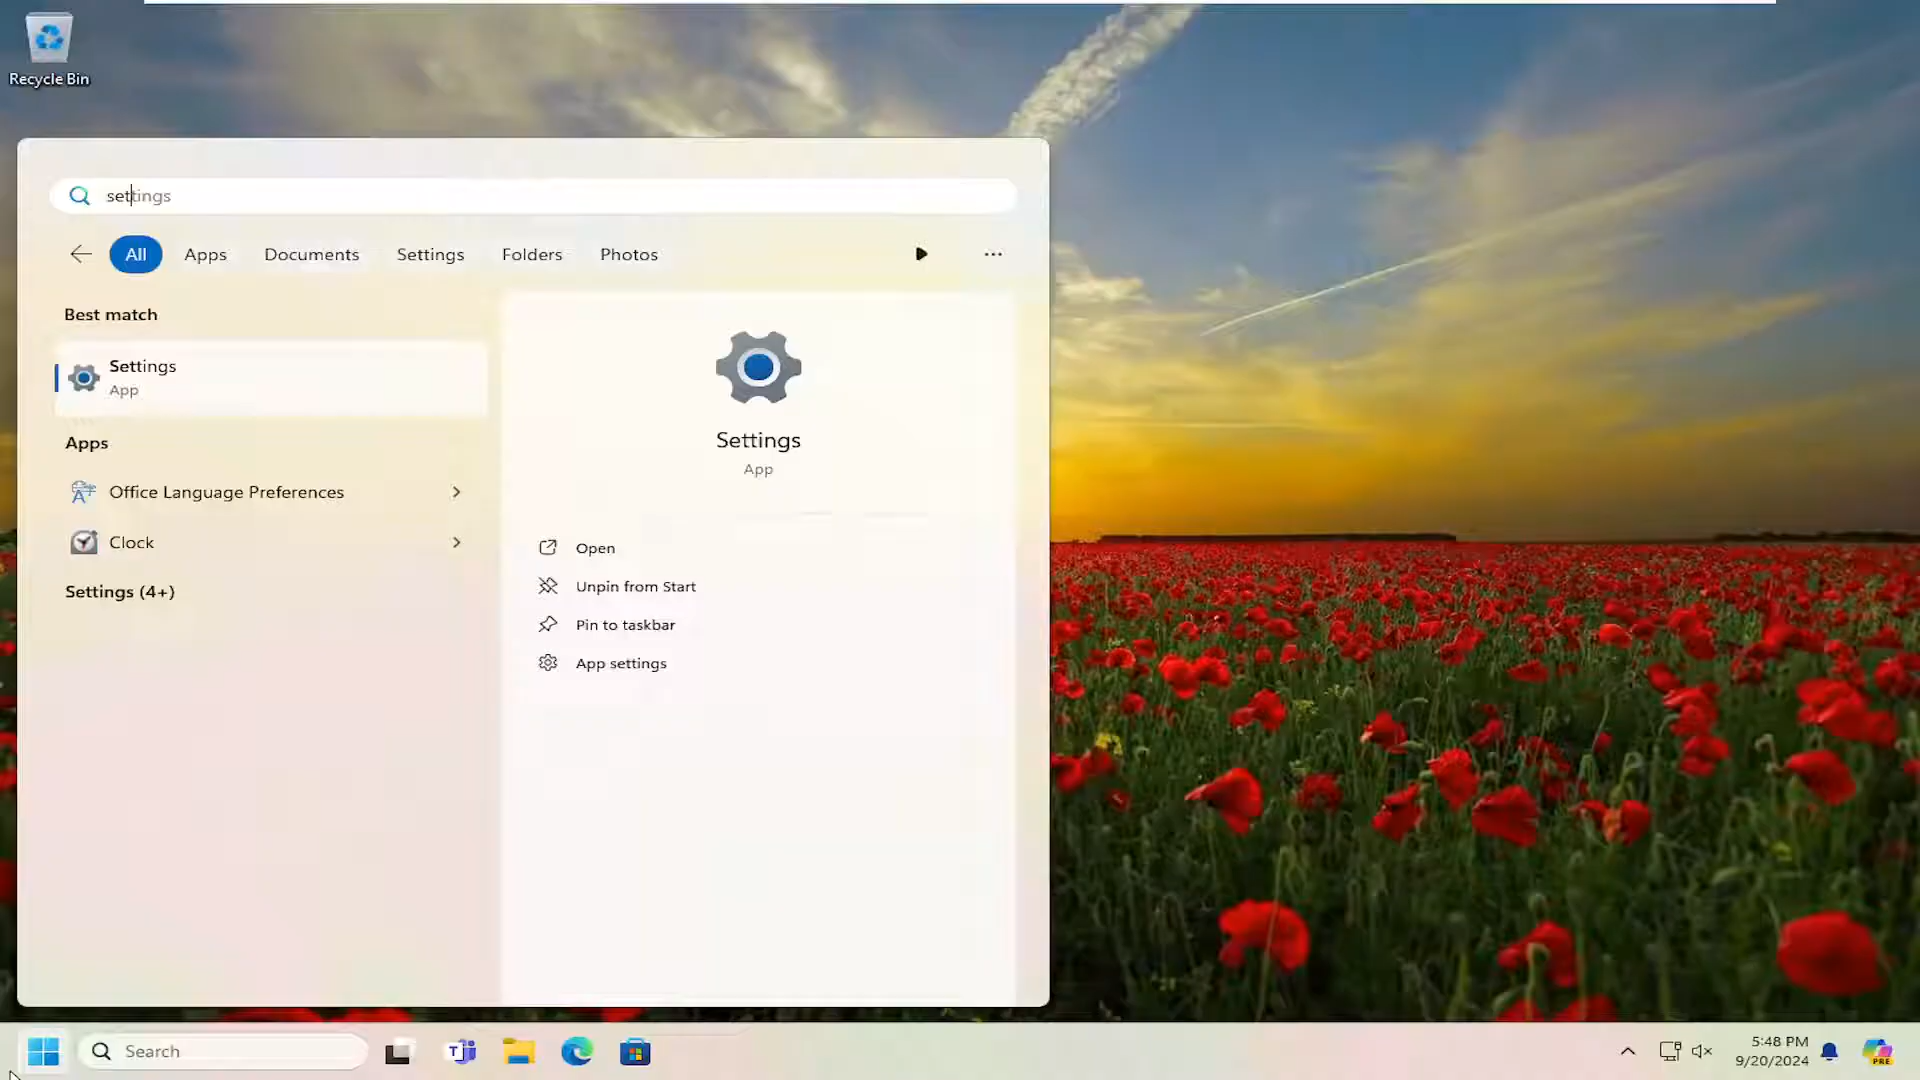 Recycle Bin
settings
All
Apps
Documents
Settings
Folders
Photos
Best match
Settings
App
Apps
Office Language Preferences
Clock
Settings (4+)
Settings
App
Open
Unpin from Start
Pin to taskbar
App settings
Search
5:48 PM
9/20/2024
PRE